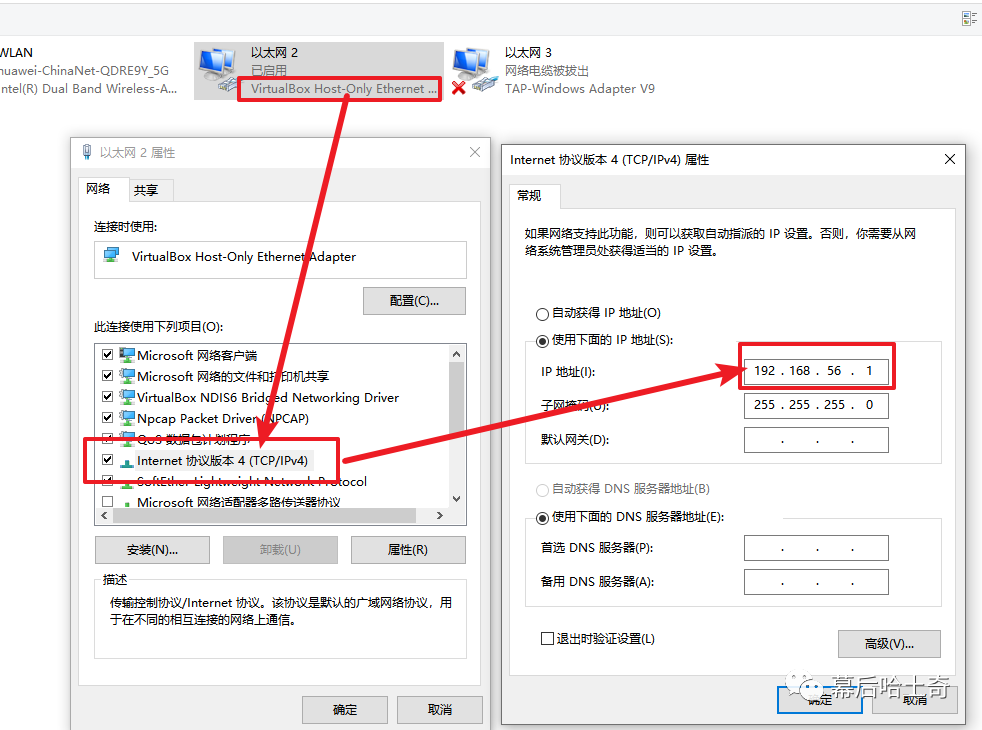 WLAN
huawei-ChinaNet-QDRE9Y_5G
ntel(R) Dual Band Wireless-A...
以太网 2
已启用
VirtualBox Host-Only Ethernet ...
以太网 3
网络电缆被拔出
TAP-Windows Adapter V9
以太网 2 属性
网络
共享
连接时使用:
VirtualBox Host-Only Ethernet Adapter
配置(C)...
此连接使用下列项目(O):
Microsoft 网络客户端
Microsoft 网络的文件和打印机共享
VirtualBox NDIS6 Bridged Networking Driver
Npcap Packet Driver (NPCAP)
QoS 数据包计划程序
Internet 协议版本 4 (TCP/IPv4)
SoftEther Lightweight Network Protocol
Microsoft 网络适配器多路传送器协议
安装(N)...
卸载(U)
属性(R)
描述
传输控制协议/Internet 协议。该协议是默认的广域网络协议，用
于在不同的相互连接的网络上通信。
确定
取消
Internet 协议版本 4 (TCP/IPv4) 属性
常规
如果网络支持此功能，则可以获取自动指派的 IP 设置。否则，你需要从网
络系统管理员处获得适当的 IP 设置。
自动获得 IP 地址(O)
使用下面的 IP 地址(S):
IP 地址(I):
192 . 168 . 56 . 1
子网掩码(U):
255 . 255 . 255 . 0
默认网关(D):
. . .
自动获得 DNS 服务器地址(B)
使用下面的 DNS 服务器地址(E):
首选 DNS 服务器(P):
. . .
备用 DNS 服务器(A):
. . .
退出时验证设置(L)
高级(V)...
确定
取消
幕后哈士奇